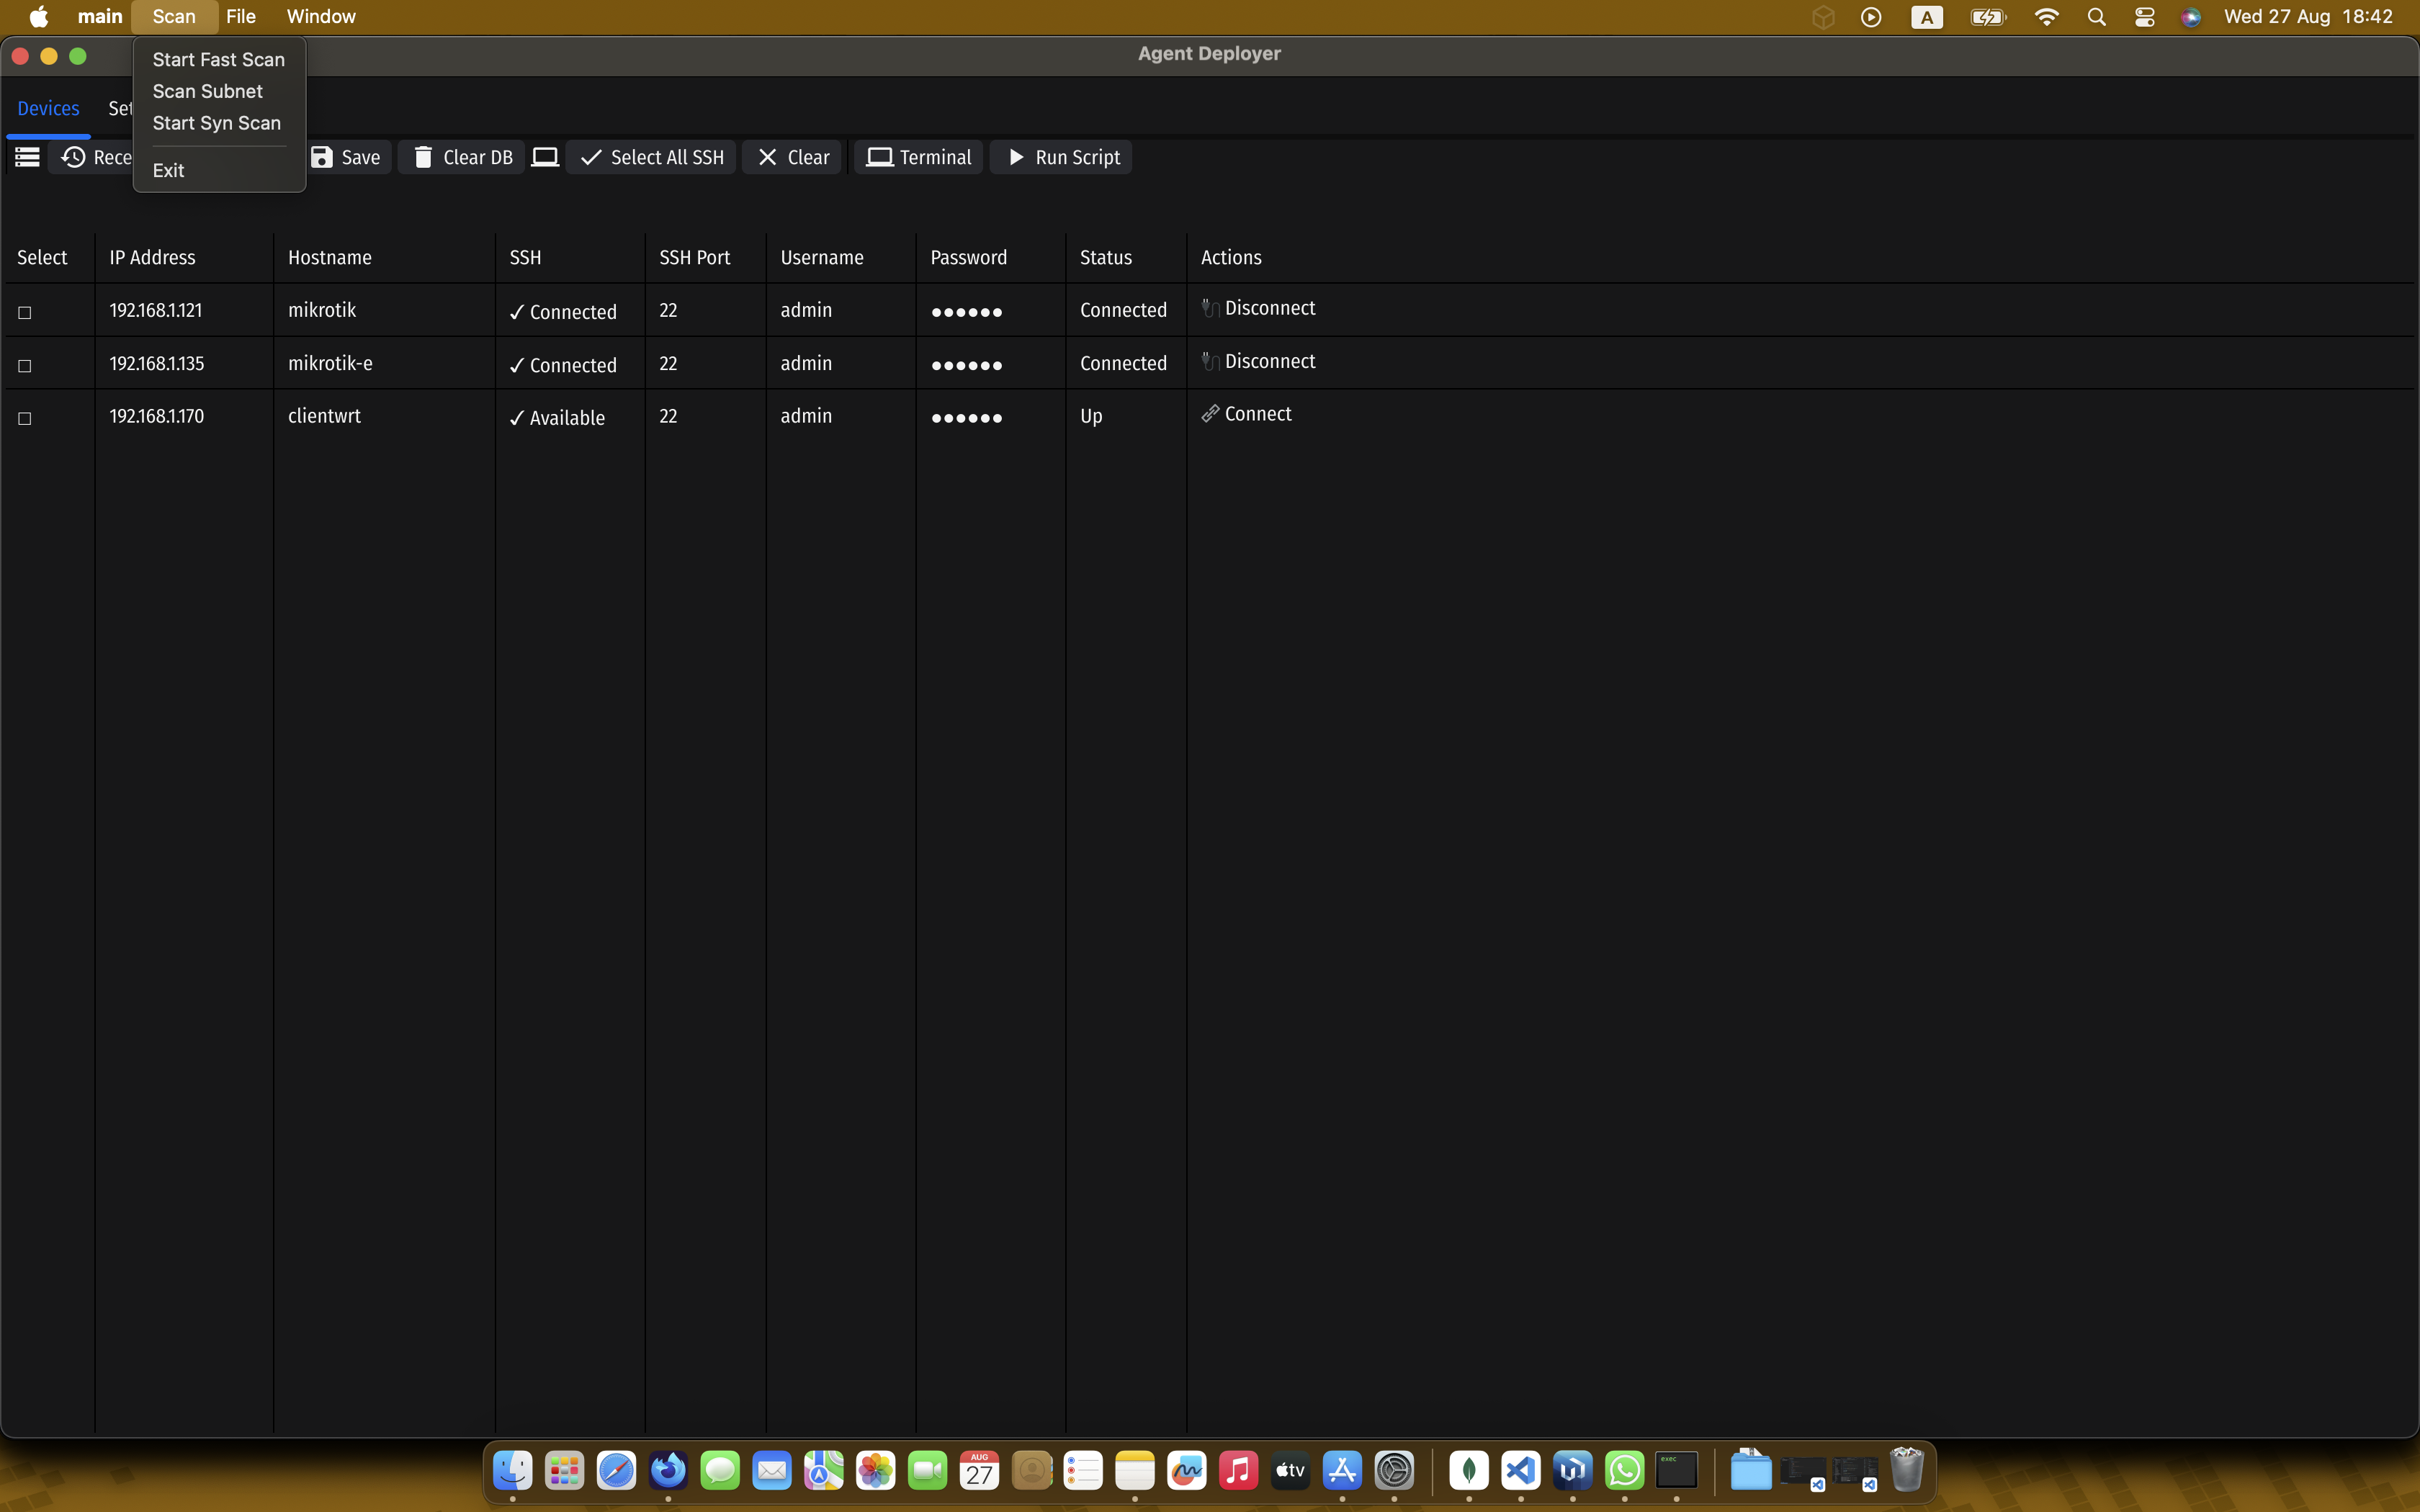 main Scan File Window A Wed 27 Aug 18:42
Agent Deployer
Start Fast Scan
Scan Subnet
Start Syn Scan
Exit
Devices Set
Rece Save Clear DB Select All SSH Clear Terminal Run Script
Select IP Address Hostname SSH SSH Port Username Password Status Actions
192.168.1.121 mikrotik ✓ Connected 22 admin ●●●●●● Connected Disconnect
192.168.1.135 mikrotik-e ✓ Connected 22 admin ●●●●●● Connected Disconnect
192.168.1.170 clientwrt ✓ Available 22 admin ●●●●●● Up Connect
AUG
27
tv
exec